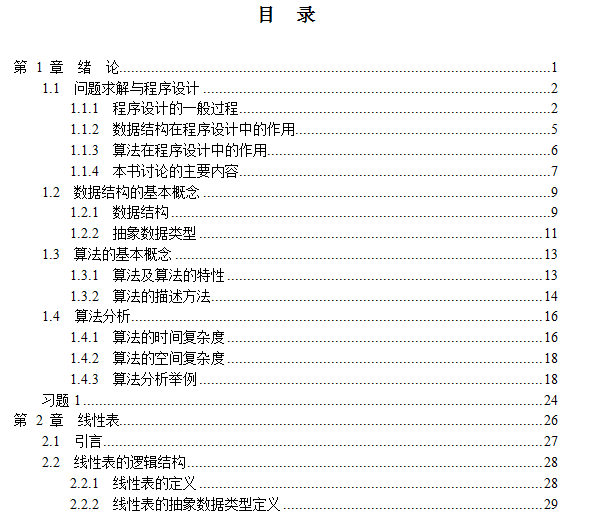 目 录
第 1 章 绪 论 1
1.1 问题求解与程序设计 2
1.1.1 程序设计的一般过程 2
1.1.2 数据结构在程序设计中的作用 5
1.1.3 算法在程序设计中的作用 6
1.1.4 本书讨论的主要内容 7
1.2 数据结构的基本概念 9
1.2.1 数据结构 9
1.2.2 抽象数据类型 11
1.3 算法的基本概念 13
1.3.1 算法及算法的特性 13
1.3.2 算法的描述方法 14
1.4 算法分析 16
1.4.1 算法的时间复杂度 16
1.4.2 算法的空间复杂度 18
1.4.3 算法分析举例 18
习题 1 24
第 2 章 线性表 26
2.1 引言 27
2.2 线性表的逻辑结构 28
2.2.1 线性表的定义 28
2.2.2 线性表的抽象数据类型定义 29